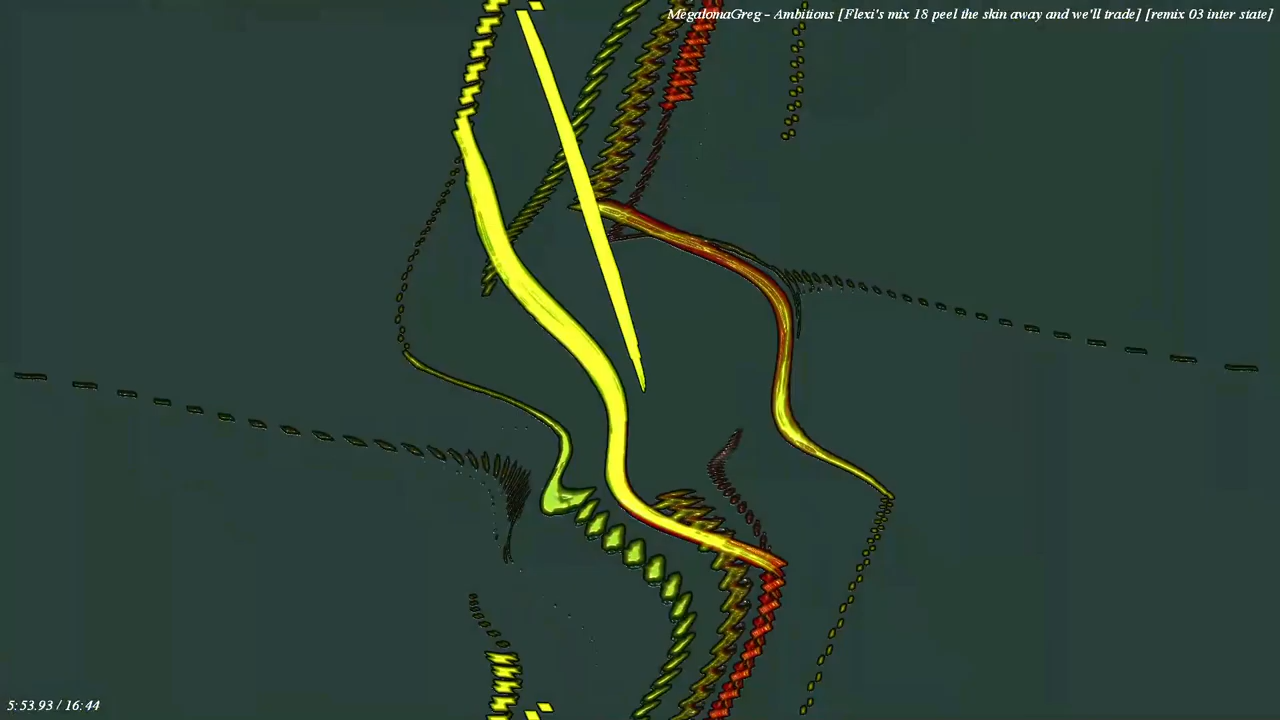 MègalomaGreg - Ambitions [Flexi's mix 18 peel the skin away and we'll trade] [remix 03 inter state]
5:53.93 / 16:44